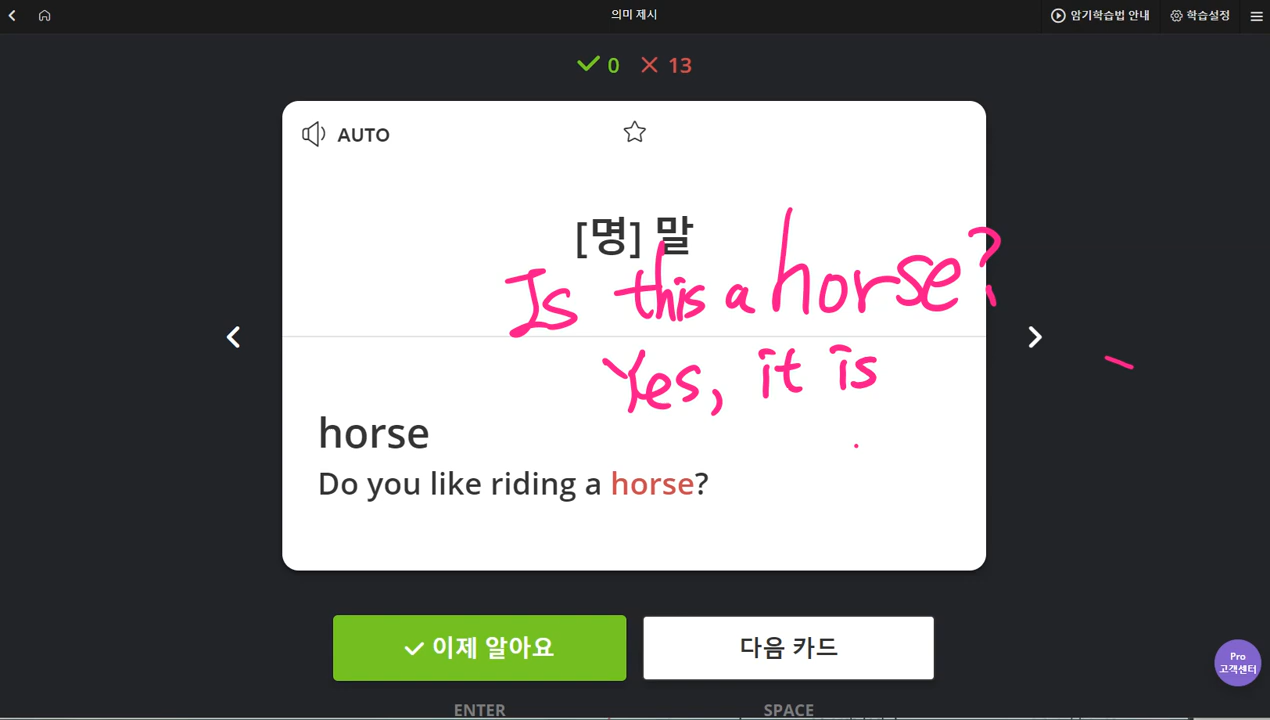 의미 제시
암기학습법 안내
학습설정
0 13
AUTO
[명] 말
Is this a horse?
Yes, it is
horse
Do you like riding a horse?
이제 알아요
다음 카드
Pro
고객센터
ENTER
SPACE